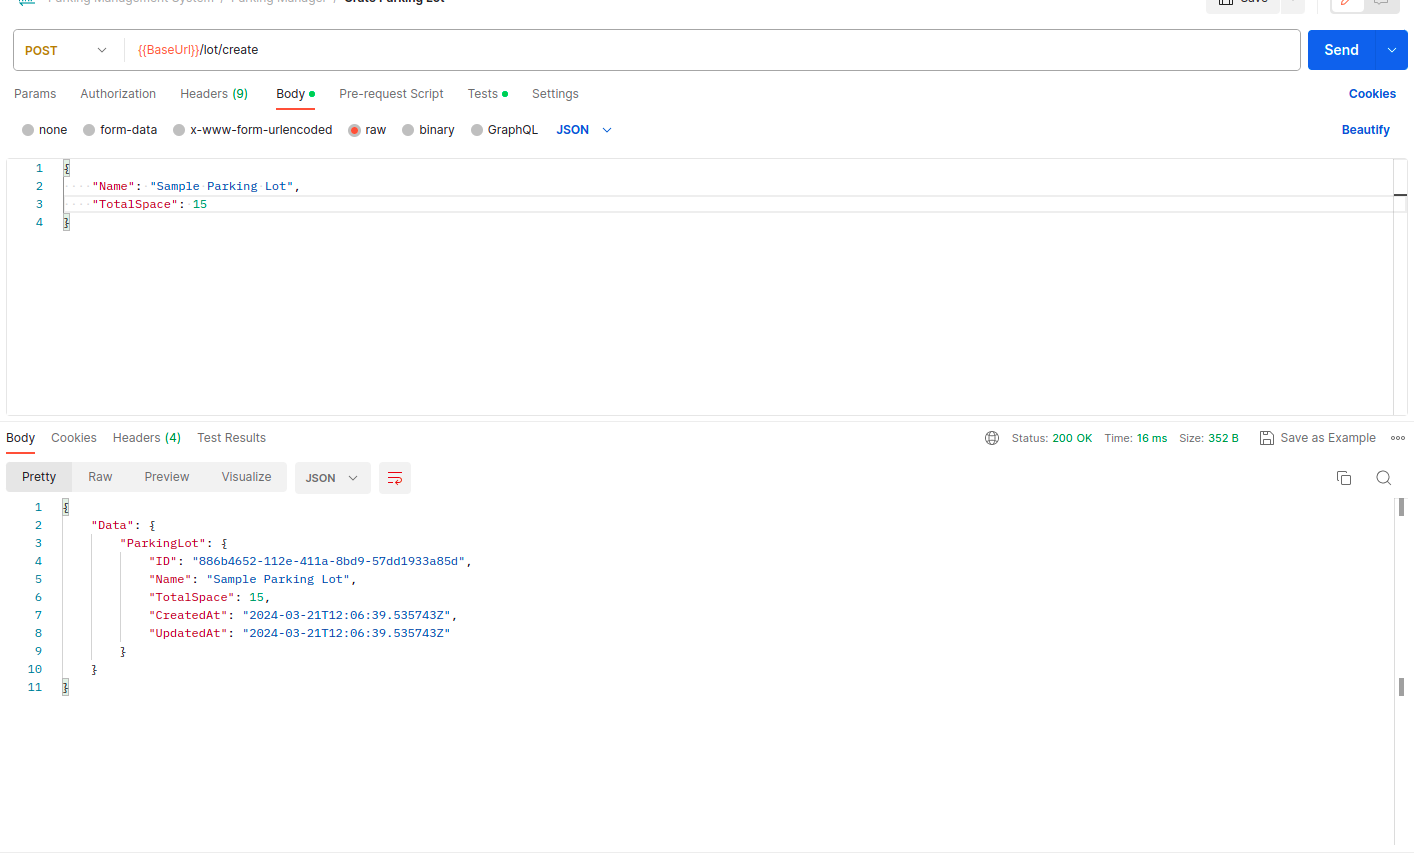 Parking Management System / Parking Manager / Crate Parking Lot
Save
POST {{BaseUrl}}/lot/create Send
Params Authorization Headers (9) Body Pre-request Script Tests Settings Cookies
none form-data x-www-form-urlencoded raw binary GraphQL JSON Beautify
1 {
2 "Name": "Sample Parking Lot",
3 "TotalSpace": 15
4 }
Body Cookies Headers (4) Test Results Status: 200 OK Time: 16 ms Size: 352 B Save as Example
Pretty Raw Preview Visualize JSON
1 {
2 "Data": {
3 "ParkingLot": {
4 "ID": "886b4652-112e-411a-8bd9-57dd1933a85d",
5 "Name": "Sample Parking Lot",
6 "TotalSpace": 15,
7 "CreatedAt": "2024-03-21T12:06:39.535743Z",
8 "UpdatedAt": "2024-03-21T12:06:39.535743Z"
9 }
10 }
11 }